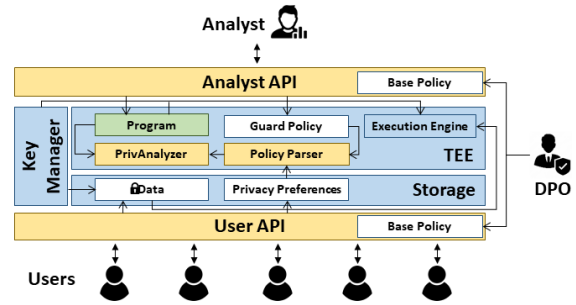 Analyst
Analyst API
Base Policy
Key Manager
Program
Guard Policy
Execution Engine
PrivAnalyzer
Policy Parser
TEE
DPO
Data
Privacy Preferences
Storage
User API
Base Policy
Users